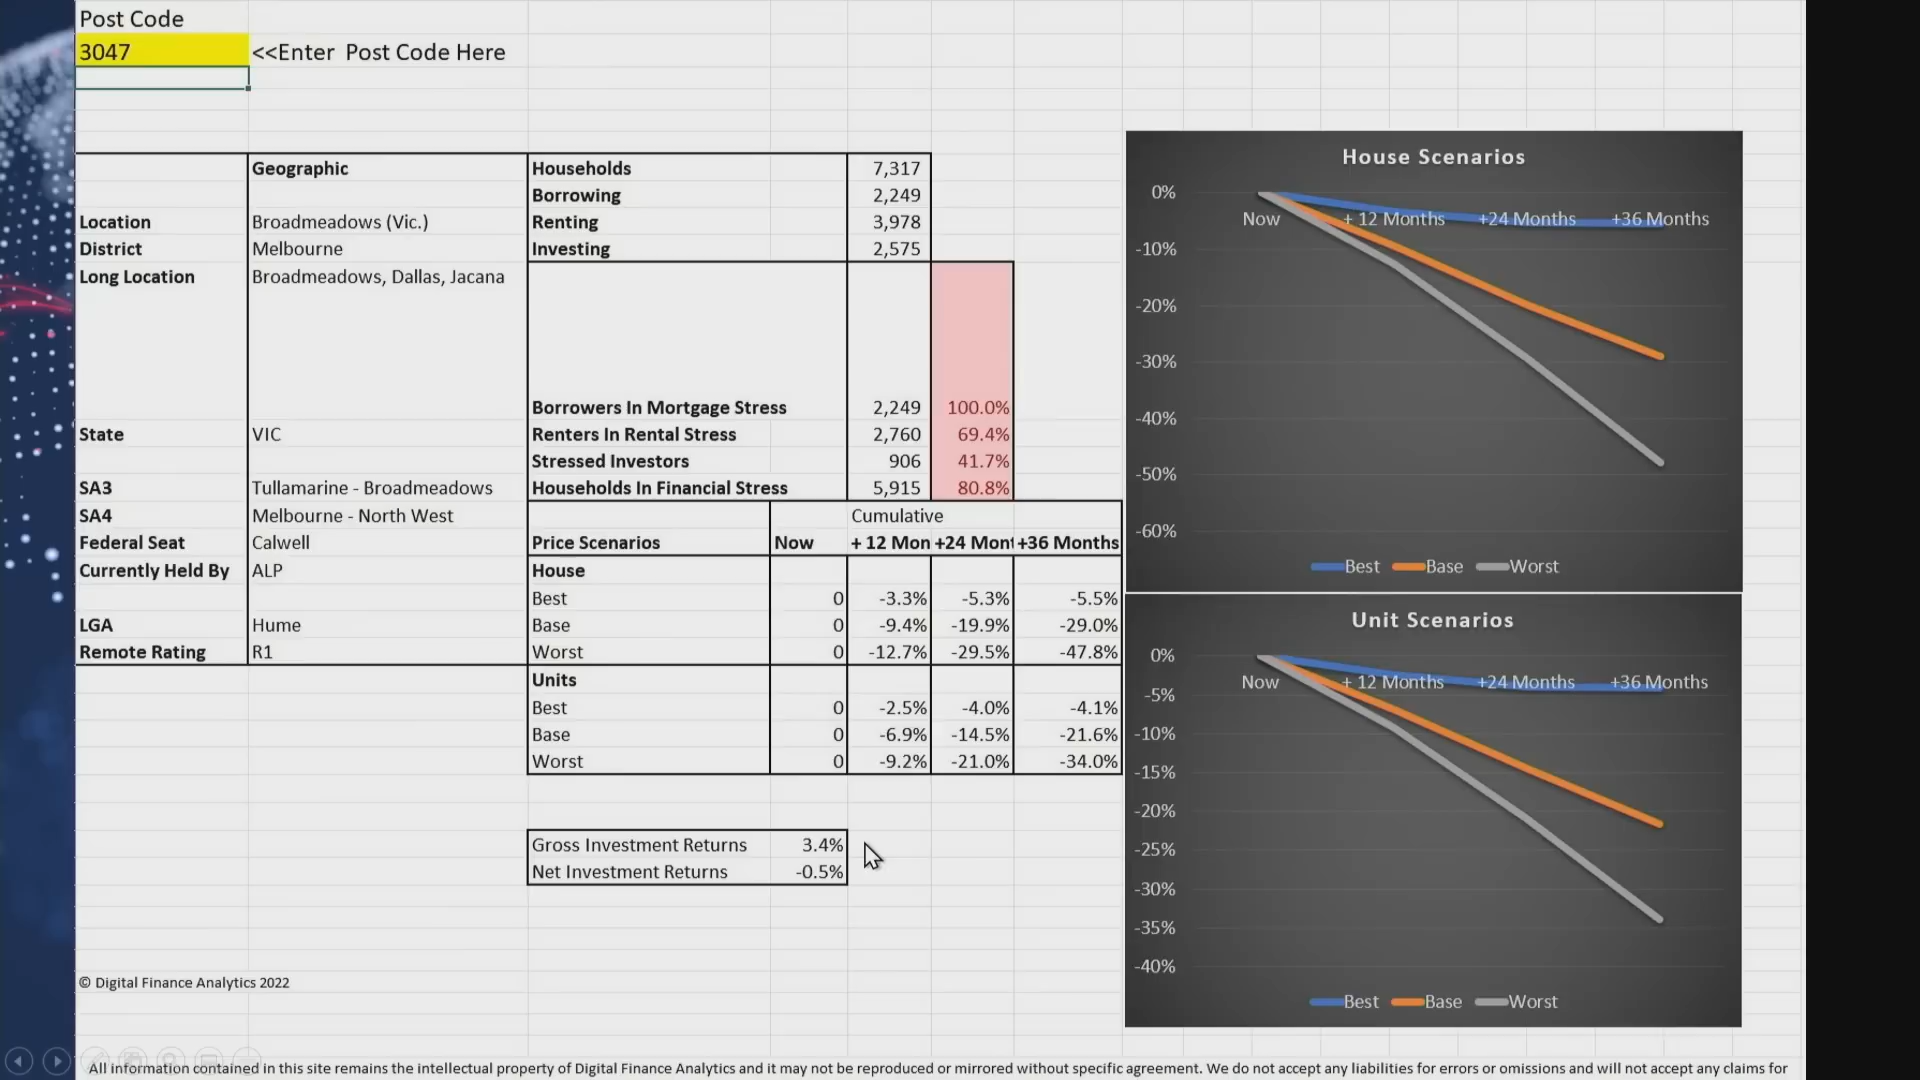 Post Code
3047 <<Enter Post Code Here
Geographic Households 7,317
Borrowing 2,249
Location Broadmeadows (Vic.) Renting 3,978
District Melbourne Investing 2,575
Long Location Broadmeadows, Dallas, Jacana
Borrowers In Mortgage Stress 2,249 100.0%
State VIC Renters In Rental Stress 2,760 69.4%
Stressed Investors 906 41.7%
SA3 Tullamarine - Broadmeadows Households In Financial Stress 5,915 80.8%
SA4 Melbourne - North West Cumulative
Federal Seat Calwell Price Scenarios Now + 12 Mon +24 Mont +36 Months
Currently Held By ALP House
Best 0 -3.3% -5.3% -5.5%
LGA Hume Base 0 -9.4% -19.9% -29.0%
Remote Rating R1 Worst 0 -12.7% -29.5% -47.8%
Units
Best 0 -2.5% -4.0% -4.1%
Base 0 -6.9% -14.5% -21.6%
Worst 0 -9.2% -21.0% -34.0%
Gross Investment Returns 3.4%
Net Investment Returns -0.5%
© Digital Finance Analytics 2022
House Scenarios
0%
Now + 12 Months +24 Months +36 Months
-10%
-20%
-30%
-40%
-50%
-60%
Best Base Worst
Unit Scenarios
0%
Now + 12 Months +24 Months +36 Months
-5%
-10%
-15%
-20%
-25%
-30%
-35%
-40%
Best Base Worst
All information contained in this site remains the intellectual property of Digital Finance Analytics and it may not be reproduced or mirrored without specific agreement. We do not accept any liabilities for errors or omissions and will not accept any claims for